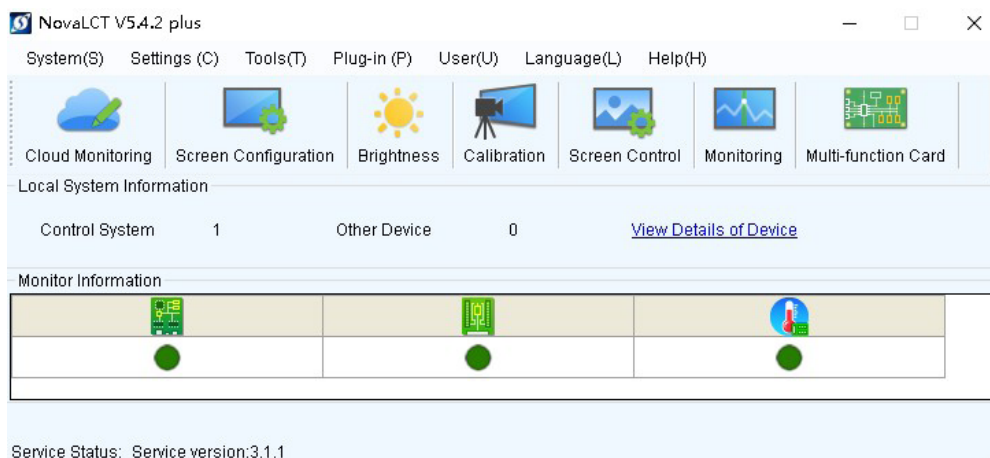 NovaLCT V5.4.2 plus
System(S) Settings (C) Tools(T) Plug-in (P) User(U) Language(L) Help(H)
Cloud Monitoring Screen Configuration Brightness Calibration Screen Control Monitoring Multi-function Card
Local System Information
Control System 1 Other Device 0 View Details of Device
Monitor Information
Service Status: Service version:3.1.1